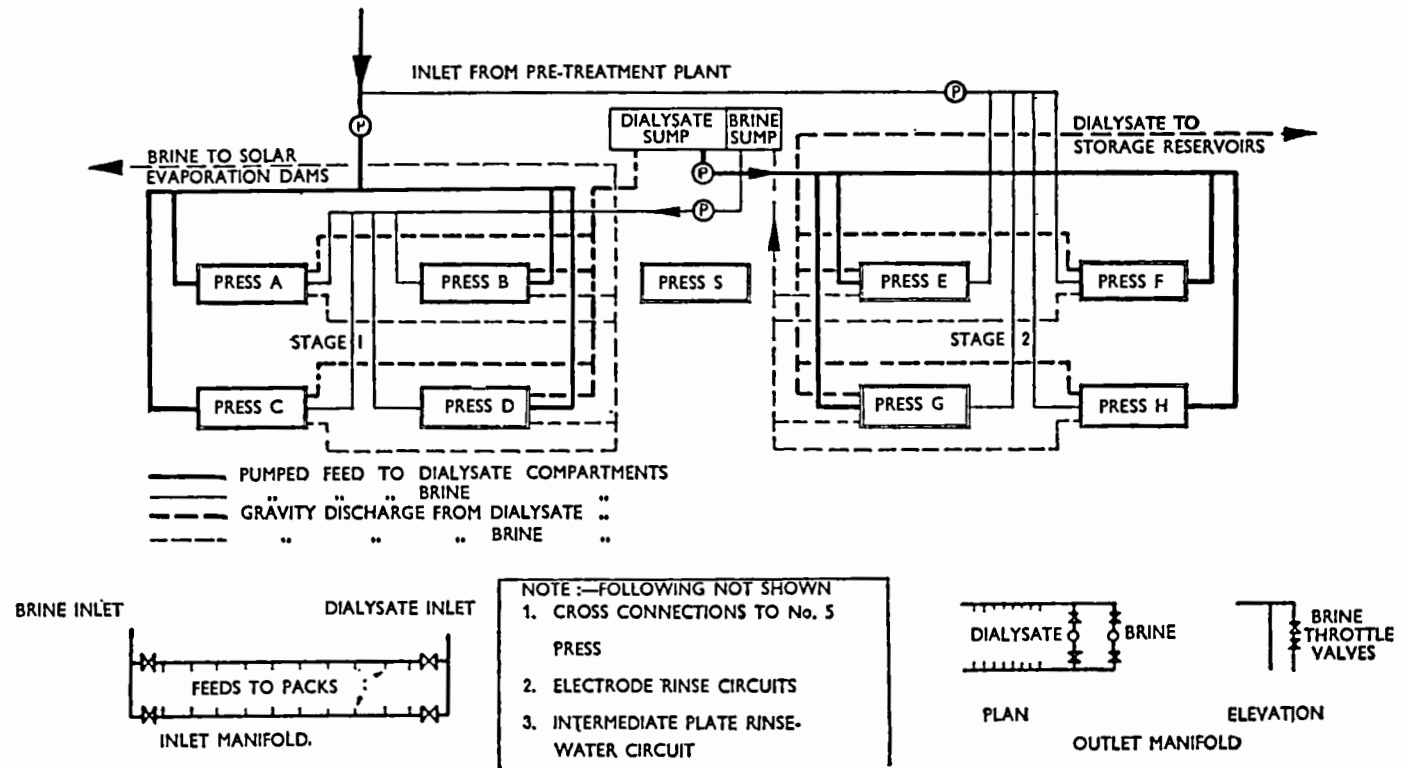 INLET FROM PRE-TREATMENT PLANT
P
P
DIALYSATE SUMP
BRINE SUMP
DIALYSATE TO
STORAGE RESERVOIRS
BRINE TO SOLAR
EVAPORATION DAMS
P
P
PRESS A
PRESS B
PRESS S
PRESS E
PRESS F
STAGE 1
STAGE 2
PRESS C
PRESS D
PRESS G
PRESS H
PUMPED FEED TO DIALYSATE COMPARTMENTS
" " " BRINE "
GRAVITY DISCHARGE FROM DIALYSATE "
" " " BRINE "
BRINE INLET
DIALYSATE INLET
FEEDS TO PACKS
INLET MANIFOLD.
NOTE :—FOLLOWING NOT SHOWN
1. CROSS CONNECTIONS TO No. 5
PRESS
2. ELECTRODE RINSE CIRCUITS
3. INTERMEDIATE PLATE RINSE-
WATER CIRCUIT
DIALYSATE
BRINE
BRINE
THROTTLE
VALVES
PLAN
ELEVATION
OUTLET MANIFOLD